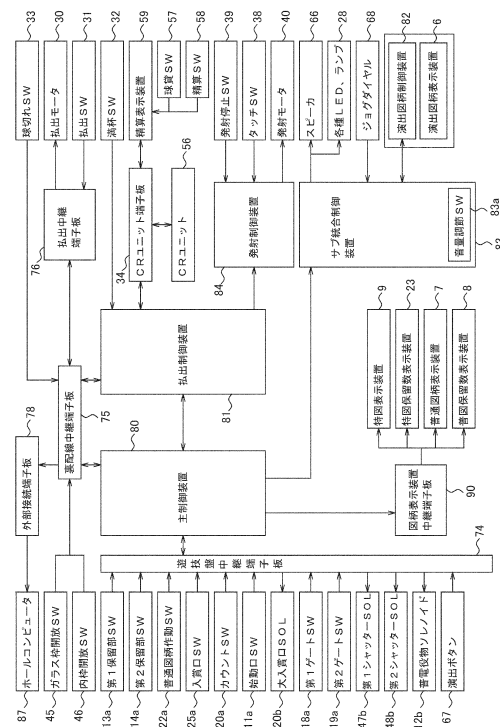 87 ホールコンピュータ
45 ガラス枠開放SW
46 内枠開放SW
13a 第1保留部SW
14a 第2保留部SW
22a 普通図柄作動SW
25a 入賞口SW
20a カウントSW
11a 始動口SW
20b 大入賞口SOL
18a 第1ゲートSW
19a 第2ゲートSW
47b 第1シャッターSOL
48b 第2シャッターSOL
12b 普電役物ソレノイド
67 演出ボタン
遊技盤中継端子板
74
外部接続端子板 78
裏配線中継端子板
75
主制御装置
80
払出制御装置
81
図柄表示装置
中継端子板
90
特図表示装置 9
特図保留数表示装置 23
普通図柄表示装置 7
普図保留数表示装置 8
払出中継
端子板
76
CRユニット端子板
34
CRユニット
56
発射制御装置
84
サブ統合制御
装置
音量調節SW
83a
83
球切れSW 33
払出モータ 30
払出SW 31
満杯SW 32
精算表示装置 59
球貸SW 57
精算SW 58
発射停止SW 39
タッチSW 38
発射モータ 40
スピーカ 66
各種LED、ランプ 28
ジョグダイヤル 68
演出図柄制御装置 82
演出図柄表示装置 6